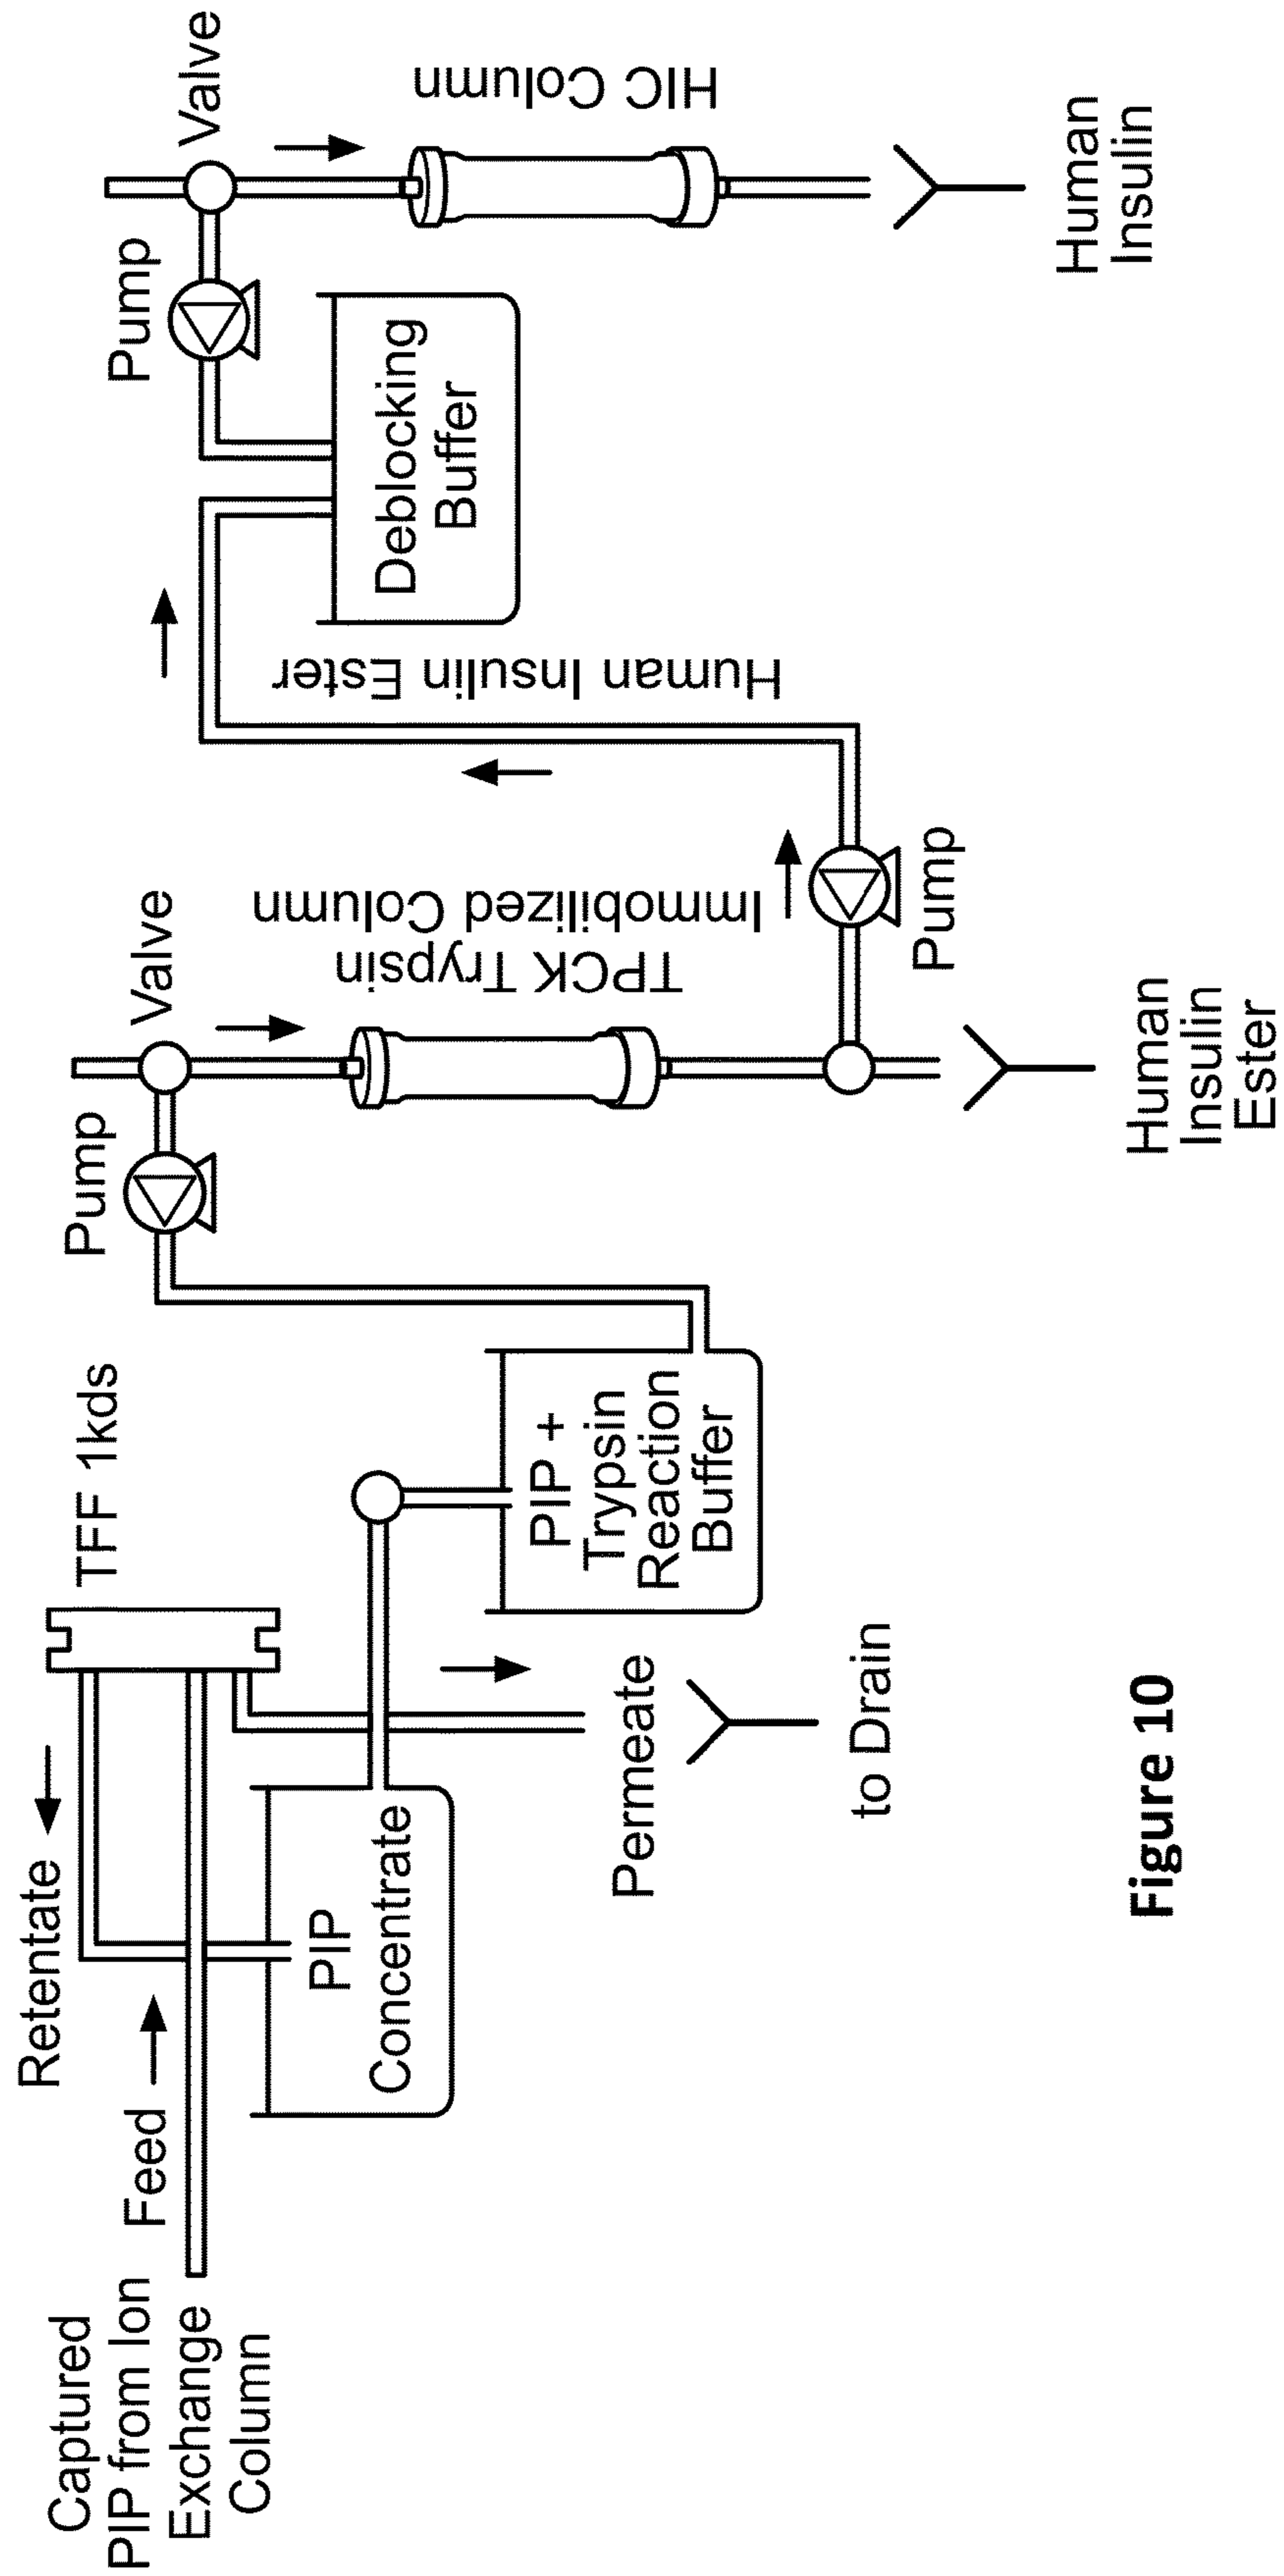 Captured
PIP from Ion
Exchange
Column
Feed
Retentate
TFF 1kds
PIP
Concentrate
Permeate
to Drain
PIP +
Trypsin
Reaction
Buffer
Pump
Valve
TPCK Trypsin
Immobilized Column
Human
Insulin
Ester
Pump
Human Insulin Ester
Deblocking
Buffer
Pump
Valve
HIC Column
Human
Insulin
Figure 10